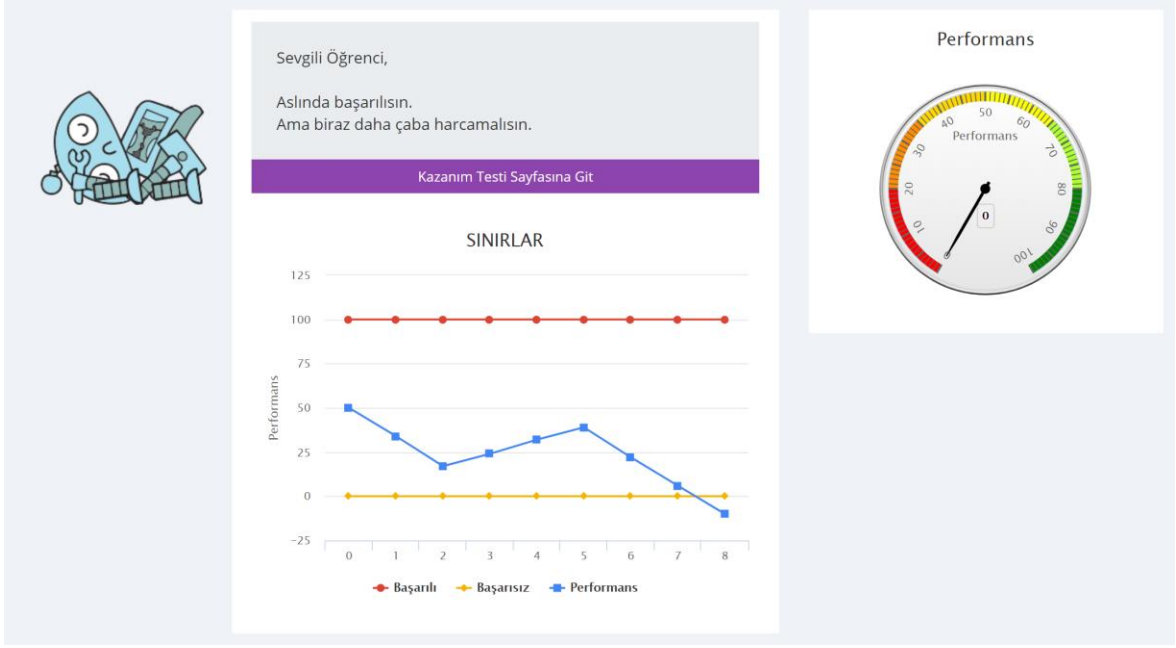 Sevgili Öğrenci,
Aslında başarılısın.
Ama biraz daha çaba harcamalısın.
Kazanım Testi Sayfasına Git
SINIRLAR
125
100
75
50
25
0
−25
Performans
0 1 2 3 4 5 6 7 8
Başarılı Başarısız Performans
Performans
0 10 20 30 40 50 60 70 80 90 100
Performans
0